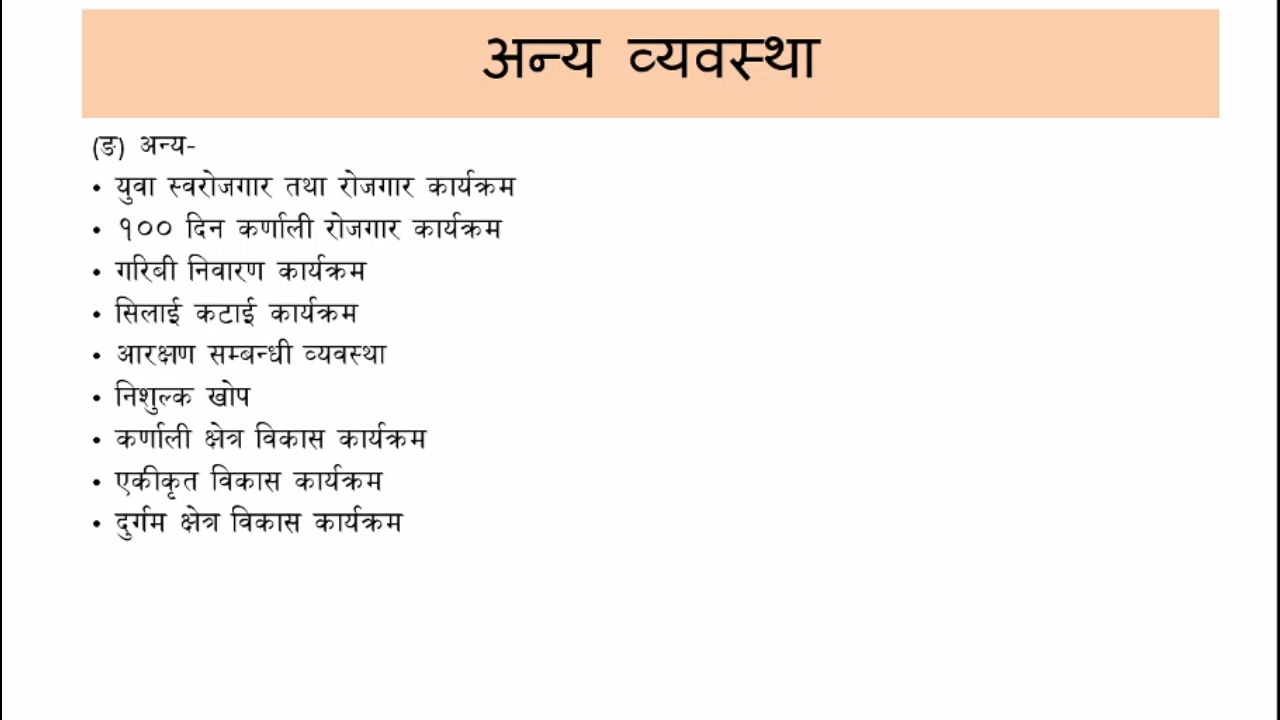 अन्य व्यवस्था
(ङ) अन्य-
• युवा स्वरोजगार तथा रोजगार कार्यक्रम
• १०० दिन कर्णाली रोजगार कार्यक्रम
• गरिबी निवारण कार्यक्रम
• सिलाई कटाई कार्यक्रम
• आरक्षण सम्बन्धी व्यवस्था
• निशुल्क खोप
• कर्णाली क्षेत्र विकास कार्यक्रम
• एकीकृत विकास कार्यक्रम
• दुर्गम क्षेत्र विकास कार्यक्रम